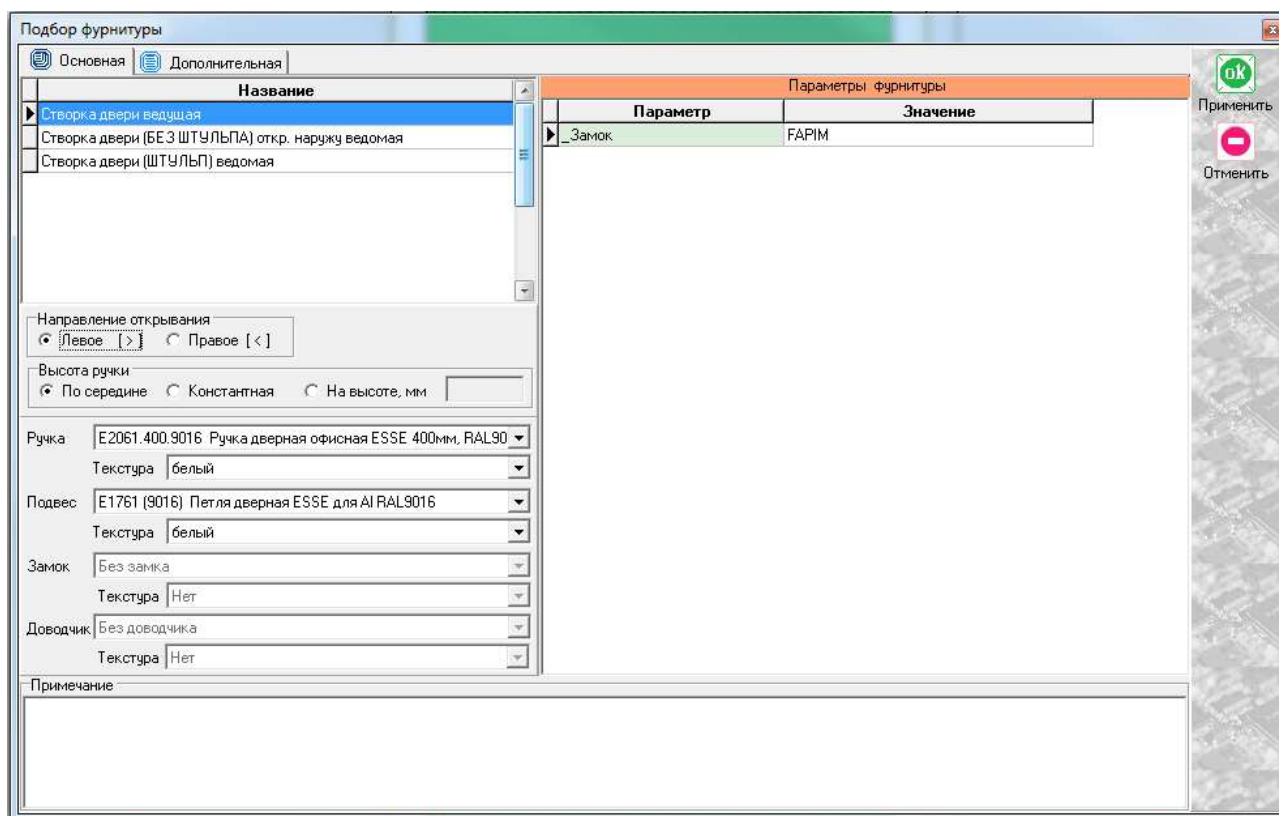 Подбор фурнитуры
Основная Дополнительная
Название
Створка двери ведущая
Створка двери (БЕЗ ШТУЛЬПА) откр. наружу ведомая
Створка двери (ШТУЛЬП) ведомая
Параметры фурнитуры
Параметр Значение
_Замок FAPIM
Применить
Отменить
Направление открывания
Левое [ > ] Правое [ < ]
Высота ручки
По середине Константная На высоте, мм
Ручка E2061.400.9016 Ручка дверная офисная ESSE 400мм, RAL90
Текстура белый
Подвес E1761 (9016) Петля дверная ESSE для Al RAL9016
Текстура белый
Замок Без замка
Текстура Нет
Доводчик Без доводчика
Текстура Нет
Примечание